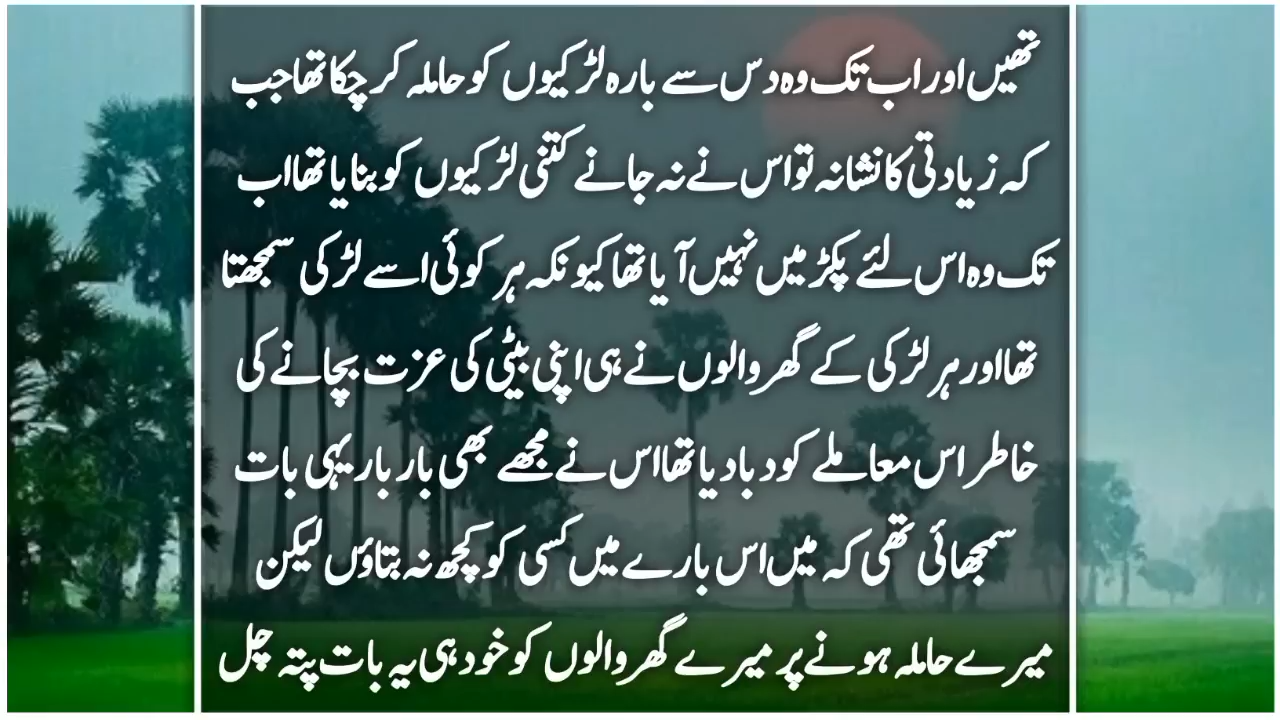 تھیں اور اب تک وہ دس سے بارہ لڑکیوں کو حاملہ کر چکا تھا جب
کہ زیادتی کا نشانہ تو اس نے نہ جانے کتنی لڑکیوں کو بنایا تھا اب
تک وہ اس لئے پکڑ میں نہیں آیا تھا کیونکہ ہر کوئی اسے لڑکی سمجھتا
تھا اور ہر لڑکی کے گھر والوں نے ہی اپنی بیٹی کی عزت بچانے کی
خاطر اس معاملے کو دبا دیا تھا اس نے مجھے بھی بار بار یہی بات
سمجھائی تھی کہ میں اس بارے میں کسی کو کچھ نہ بتاؤں لیکن
میرے حاملہ ہونے پر میرے گھر والوں کو خود ہی یہ بات پتہ چل